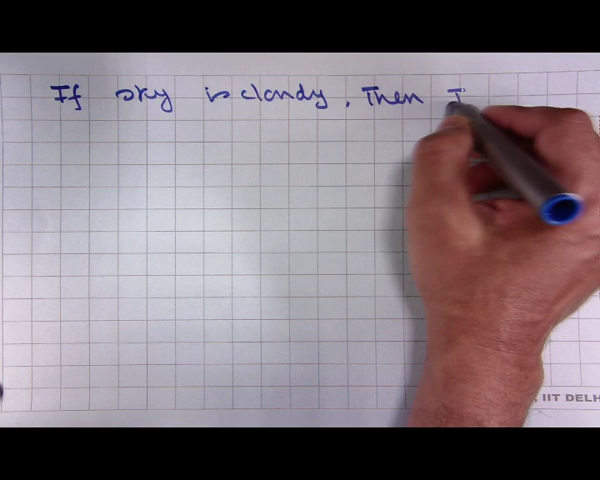 If sky is cloudy, Then I
, IIT DELH